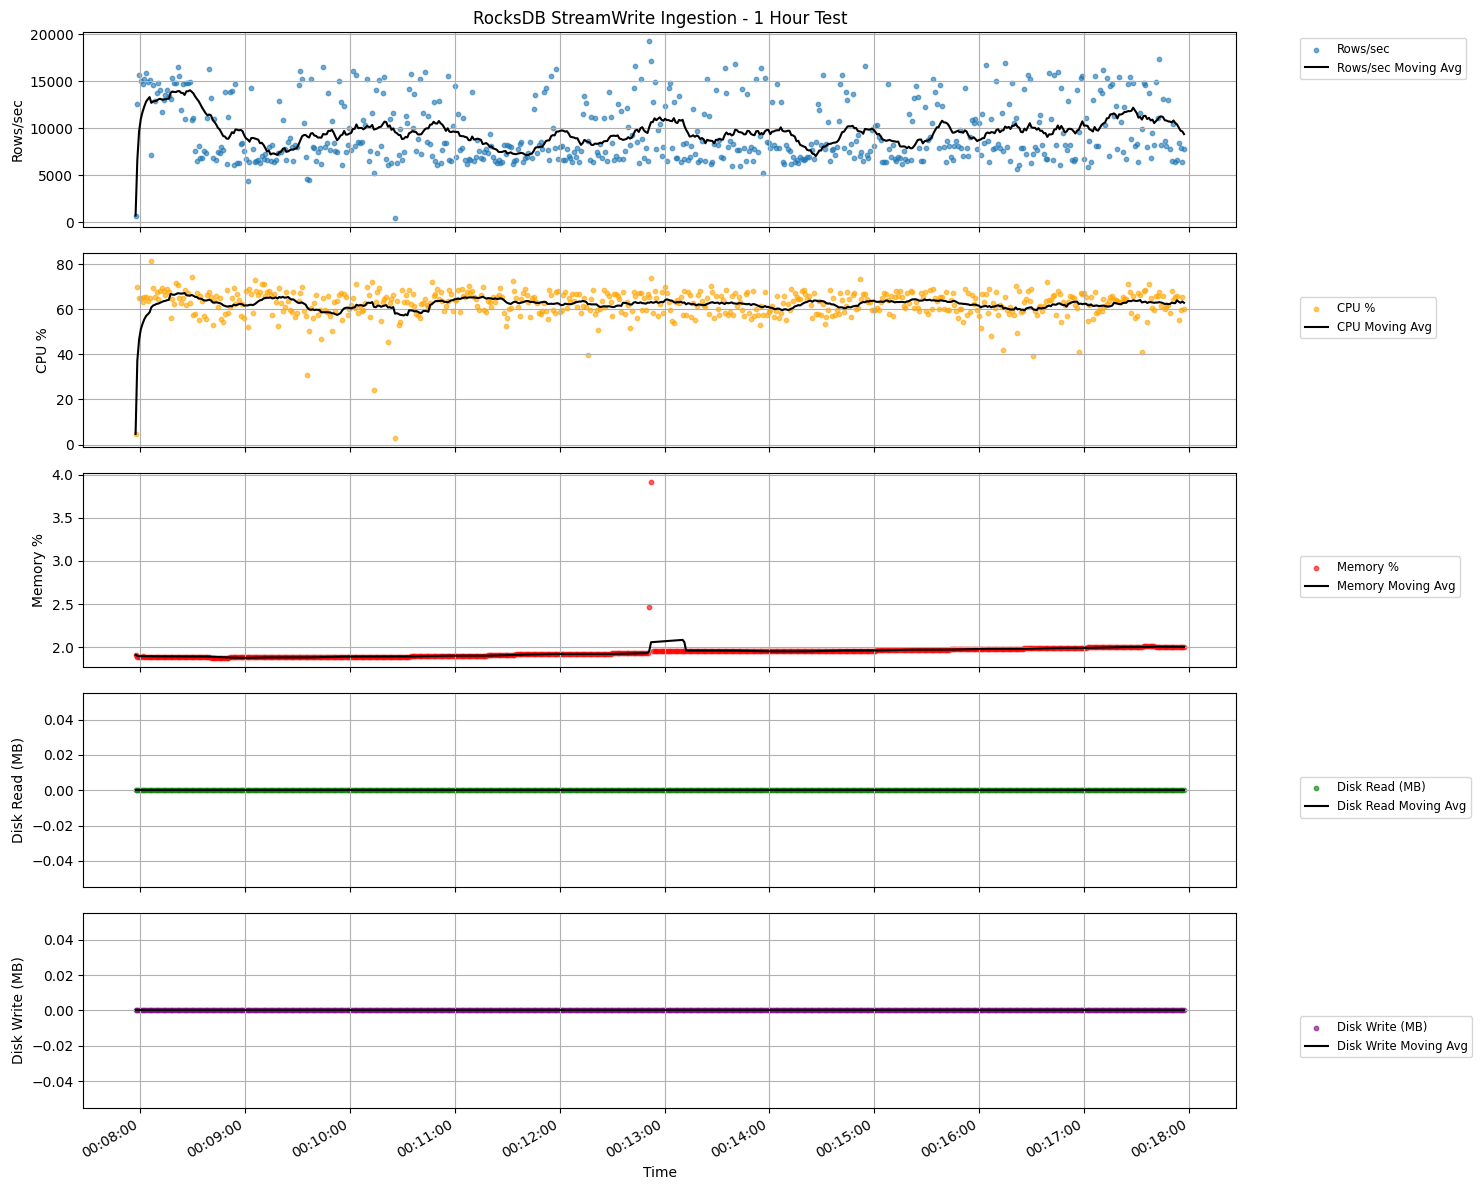 RocksDB StreamWrite Ingestion - 1 Hour Test
20000
15000
10000
5000
0
Rows/sec
Rows/sec
Rows/sec Moving Avg
80
60
40
20
0
CPU %
CPU %
CPU Moving Avg
4.0
3.5
3.0
2.5
2.0
Memory %
Memory %
Memory Moving Avg
0.04
0.02
0.00
−0.02
−0.04
Disk Read (MB)
Disk Read (MB)
Disk Read Moving Avg
0.04
0.02
0.00
−0.02
−0.04
Disk Write (MB)
Disk Write (MB)
Disk Write Moving Avg
00:08:00
00:09:00
00:10:00
00:11:00
00:12:00
00:13:00
00:14:00
00:15:00
00:16:00
00:17:00
00:18:00
Time